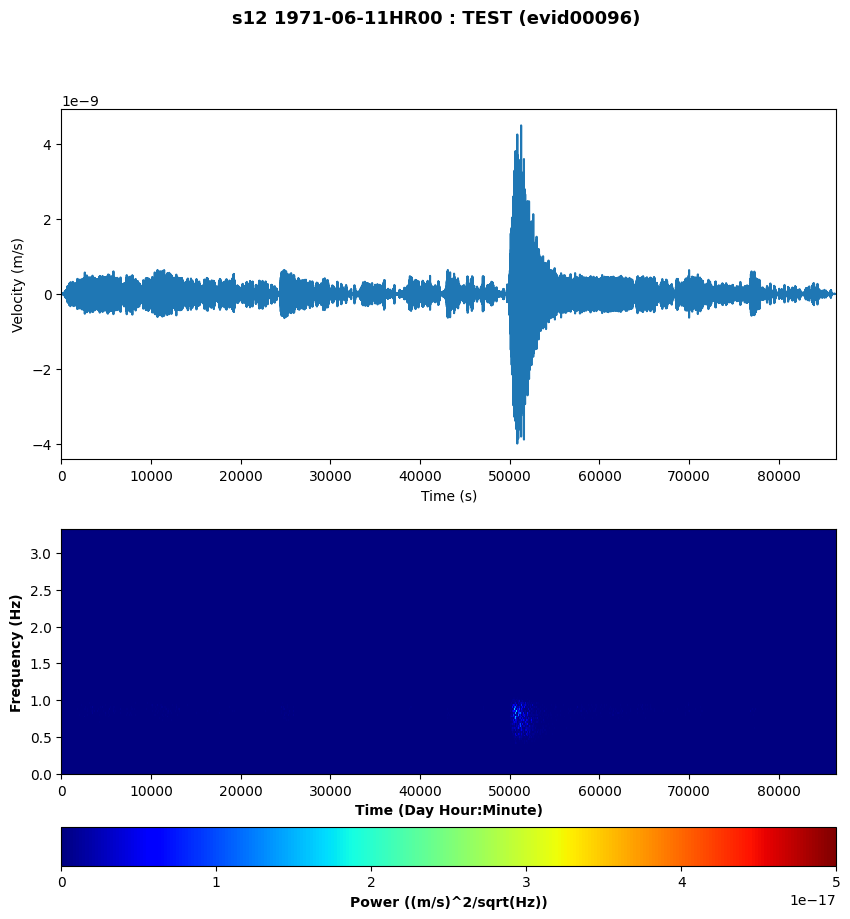 s12 1971-06-11HR00 : TEST (evid00096)
1e−9
Velocity (m/s)
4
2
0
−2
−4
0 10000 20000 30000 40000 50000 60000 70000 80000
Time (s)
Frequency (Hz)
3.0
2.5
2.0
1.5
1.0
0.5
0.0
0 10000 20000 30000 40000 50000 60000 70000 80000
Time (Day Hour:Minute)
0 1 2 3 4 5
1e−17
Power ((m/s)^2/sqrt(Hz))